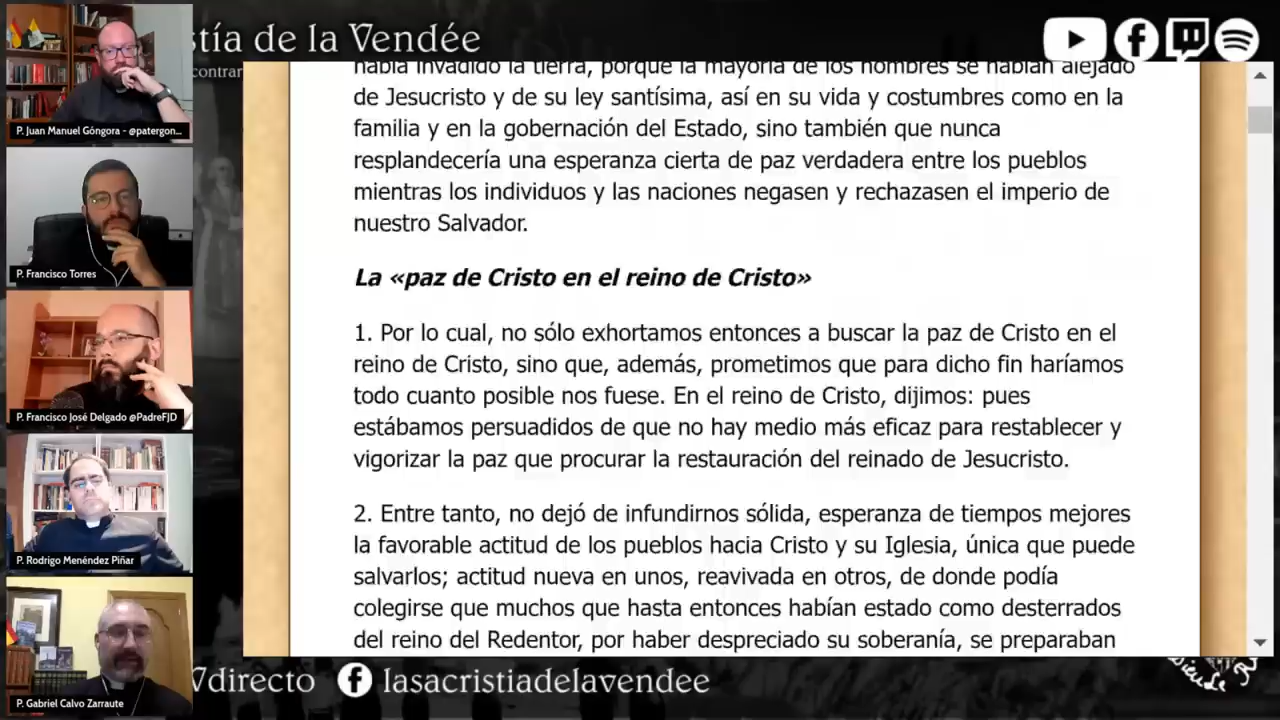 stía de la Vendée
contrar
P. Juan Manuel Góngora - @patergon...
P. Francisco Torres
P. Francisco José Delgado @PadreFJD
P. Rodrigo Menéndez Piñar
P. Gabriel Calvo Zarraute
había invadido la tierra, porque la mayoría de los hombres se habían alejado
de Jesucristo y de su ley santísima, así en su vida y costumbres como en la
familia y en la gobernación del Estado, sino también que nunca
resplandecería una esperanza cierta de paz verdadera entre los pueblos
mientras los individuos y las naciones negasen y rechazasen el imperio de
nuestro Salvador.
La «paz de Cristo en el reino de Cristo»
1. Por lo cual, no sólo exhortamos entonces a buscar la paz de Cristo en el
reino de Cristo, sino que, además, prometimos que para dicho fin haríamos
todo cuanto posible nos fuese. En el reino de Cristo, dijimos: pues
estábamos persuadidos de que no hay medio más eficaz para restablecer y
vigorizar la paz que procurar la restauración del reinado de Jesucristo.
2. Entre tanto, no dejó de infundirnos sólida, esperanza de tiempos mejores
la favorable actitud de los pueblos hacia Cristo y su Iglesia, única que puede
salvarlos; actitud nueva en unos, reavivada en otros, de donde podía
colegirse que muchos que hasta entonces habían estado como desterrados
del reino del Redentor, por haber despreciado su soberanía, se preparaban
Vdirecto lasacristiadelavendee